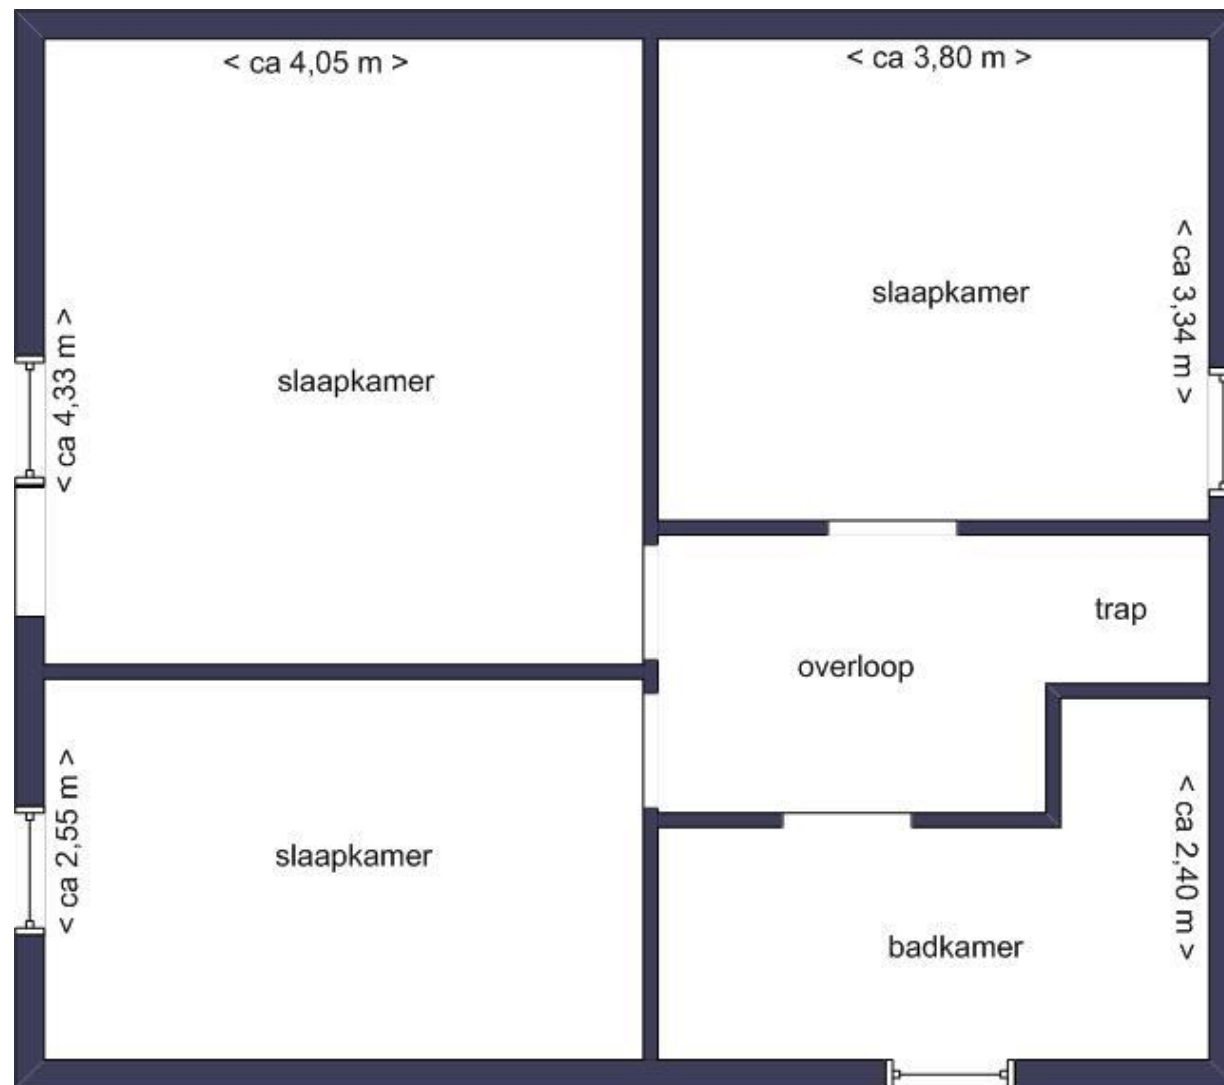 < ca 4,05 m >
< ca 3,80 m >
< ca 3,34 m >
slaapkamer
< ca 4,33 m >
slaapkamer
trap
overloop
< ca 2,55 m >
slaapkamer
< ca 2,40 m >
badkamer